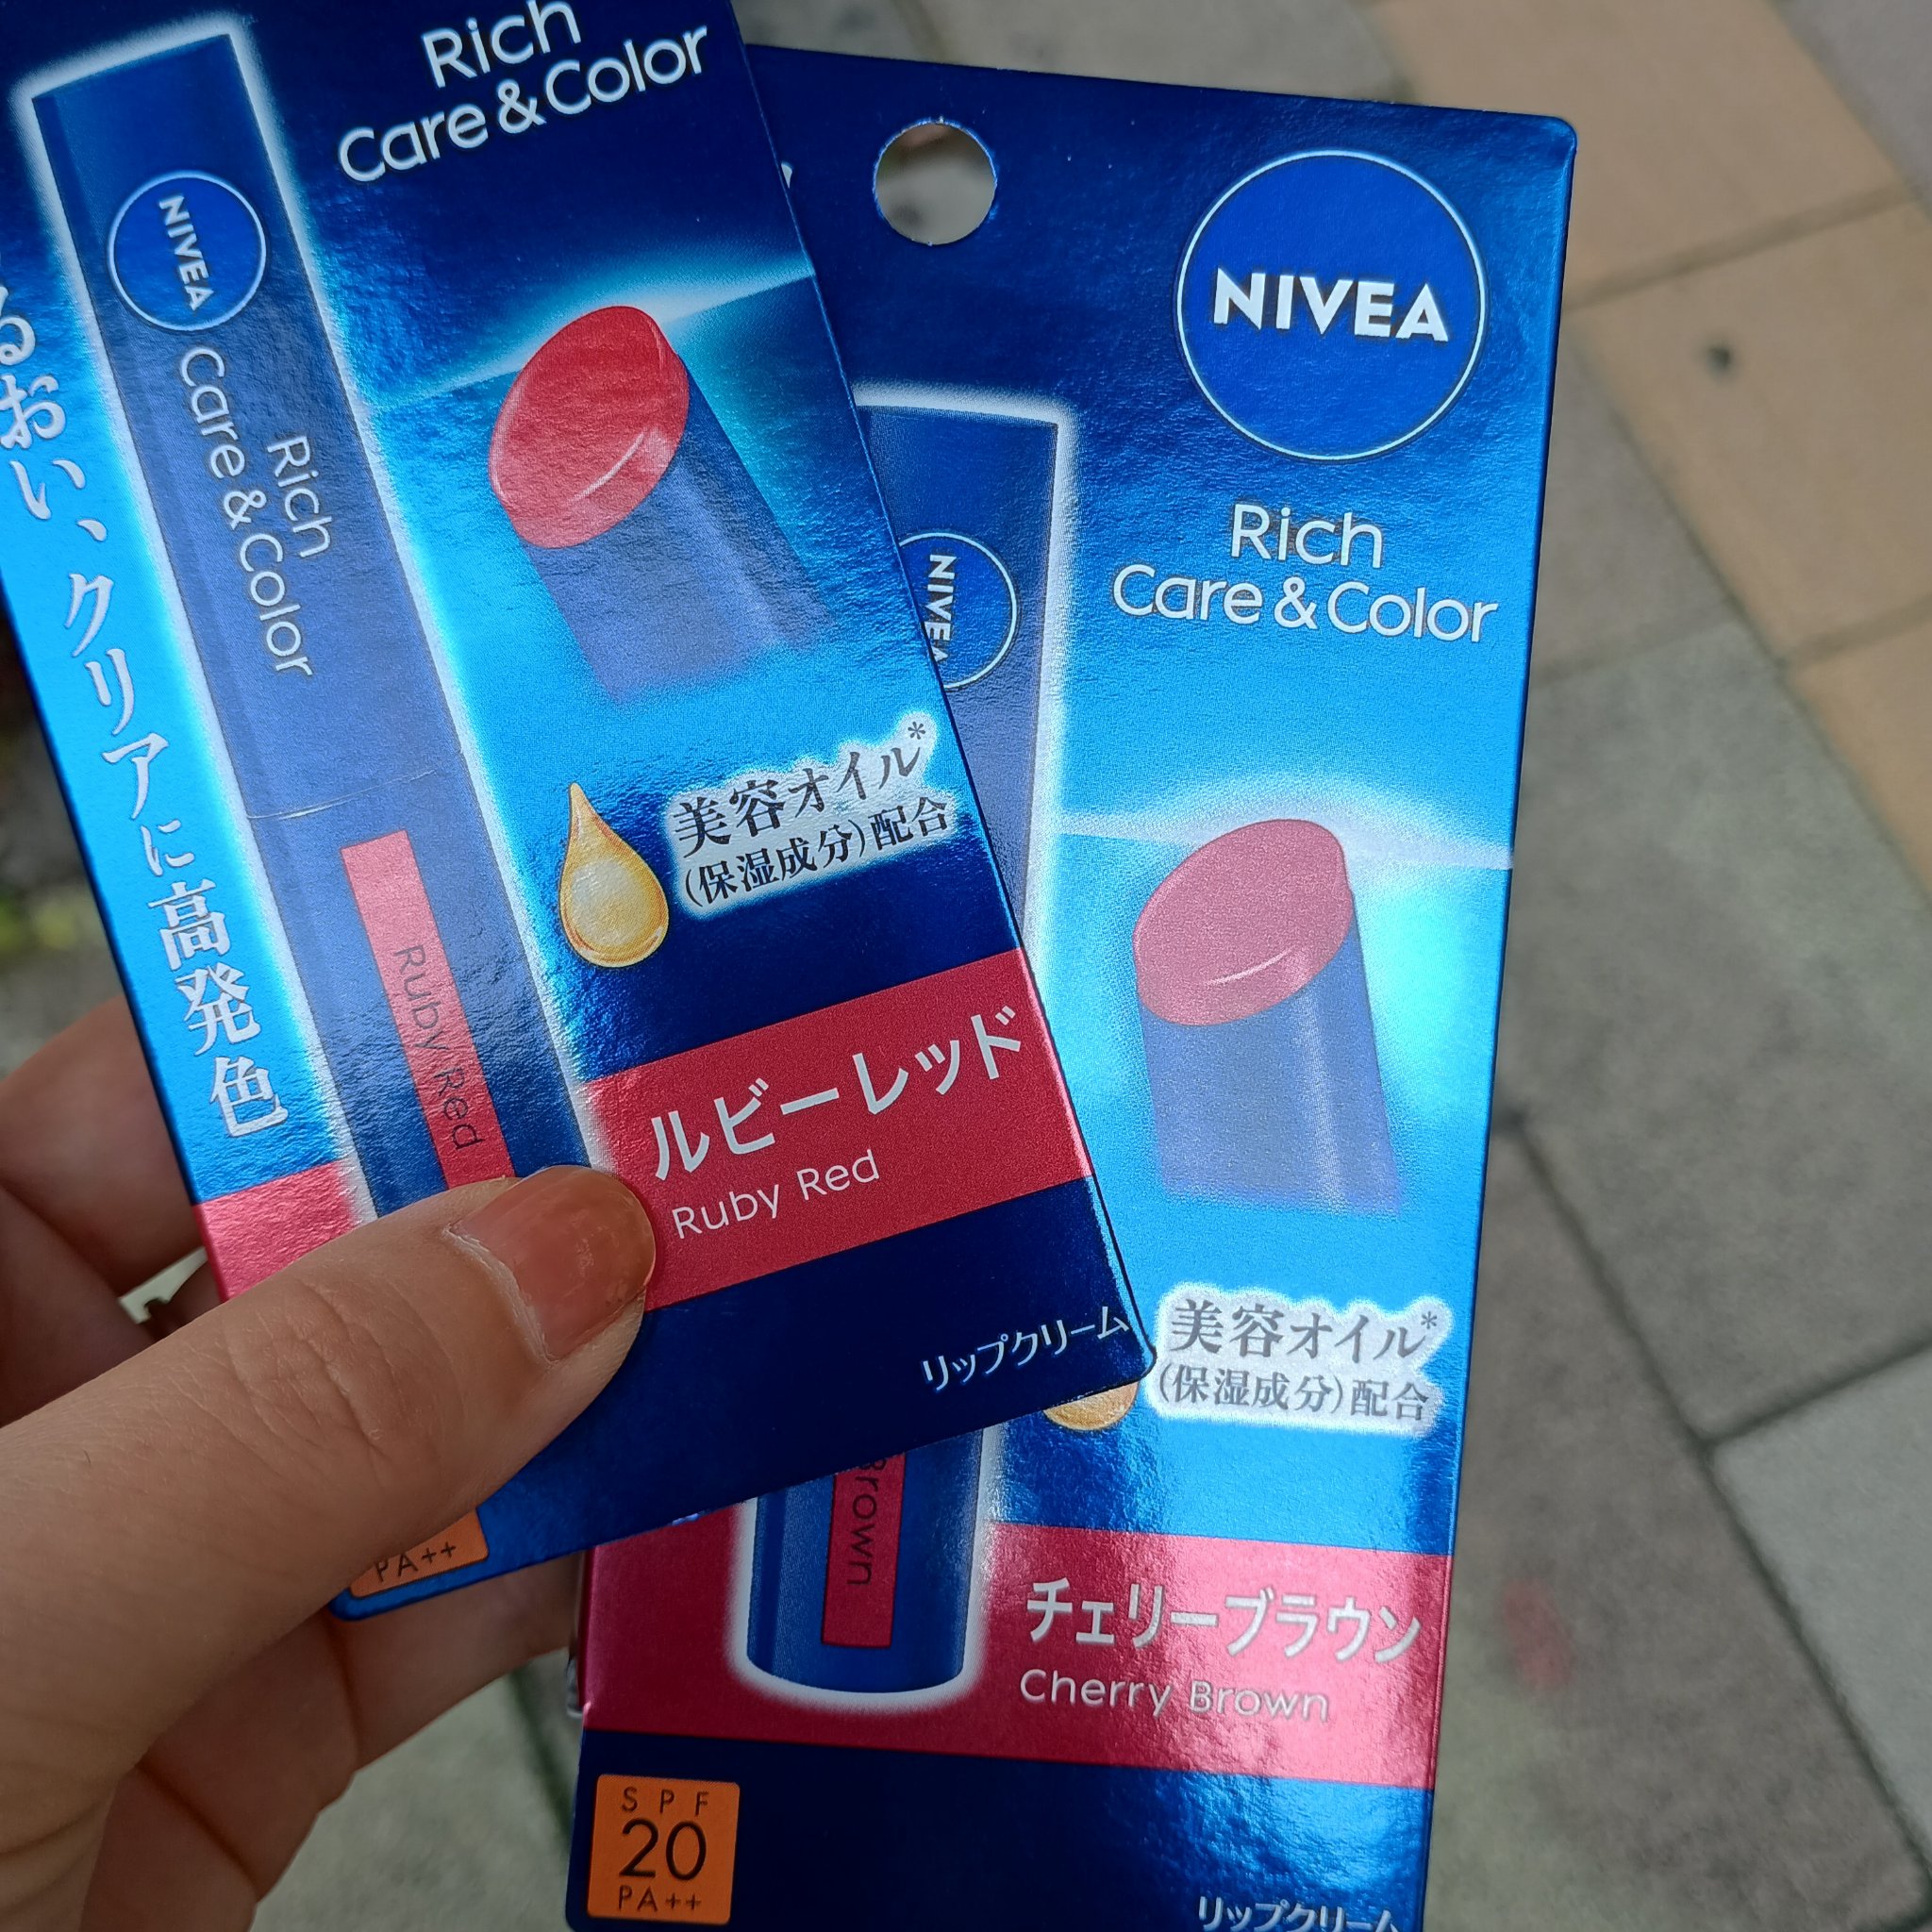 Rich
Care & Color
NIVEA
Rich
Care & Color
るおい、クリアに高発色
美容オイル*
(保湿成分)配合
Ruby Red
ルビーレッド
Ruby Red
リップクリーム
PA++
NIVEA
Rich
Care & Color
NIVEA
美容オイル*
(保湿成分)配合
Brown
チェリーブラウン
Cherry Brown
SPF
20
PA++
リップクリーム